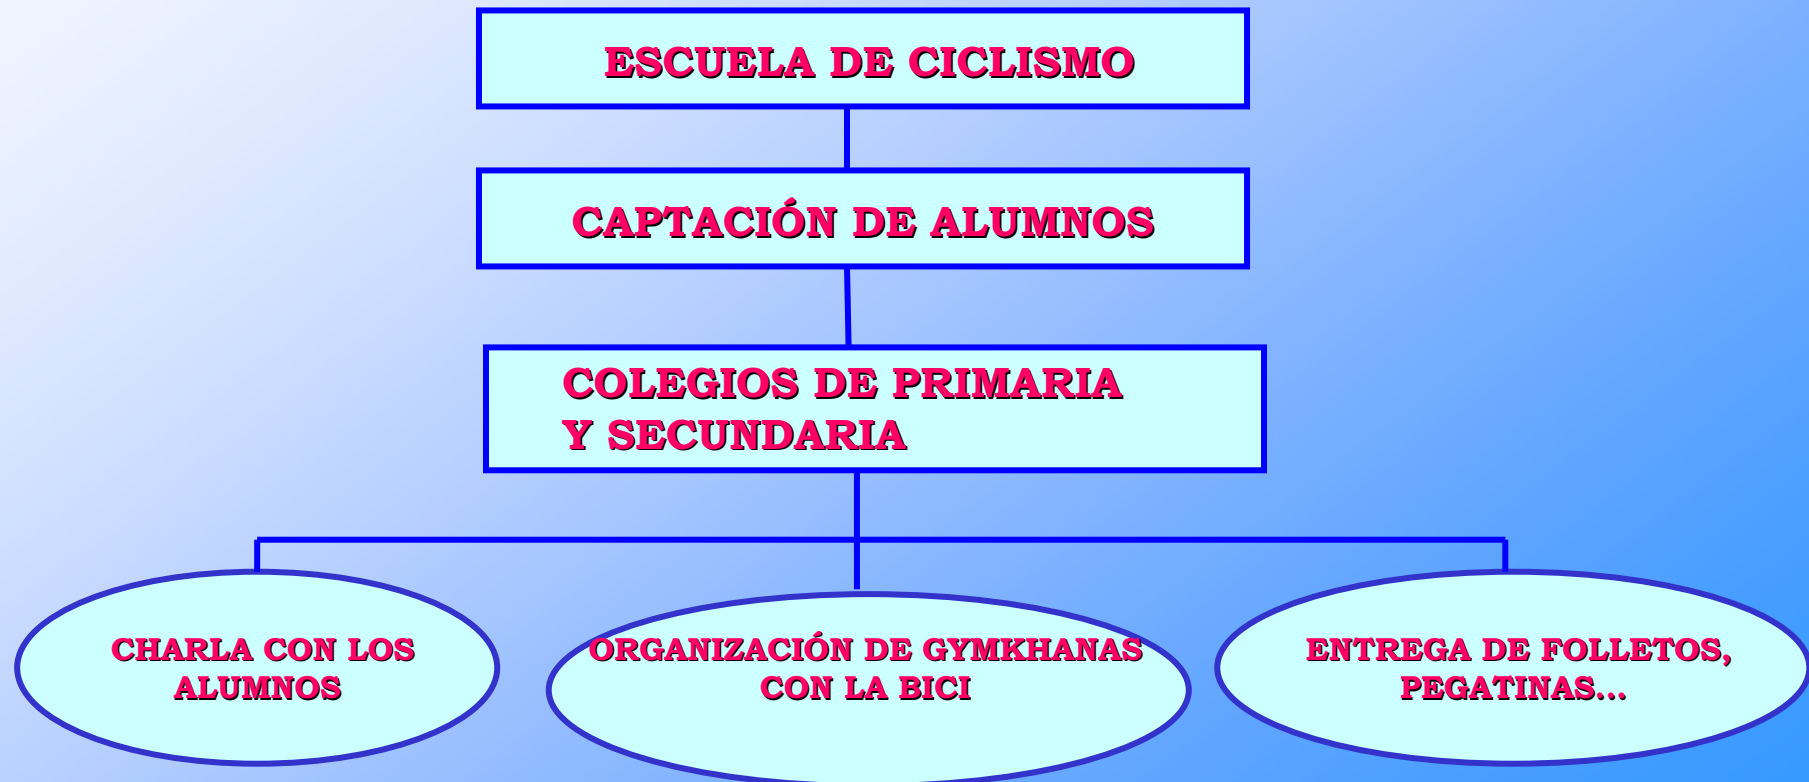 ESCUELA DE CICLISMO
CAPTACIÓN DE ALUMNOS
COLEGIOS DE PRIMARIA
Y SECUNDARIA
CHARLA CON LOS
ALUMNOS
ORGANIZACIÓN DE GYMKHANAS
CON LA BICI
ENTREGA DE FOLLETOS,
PEGATINAS...